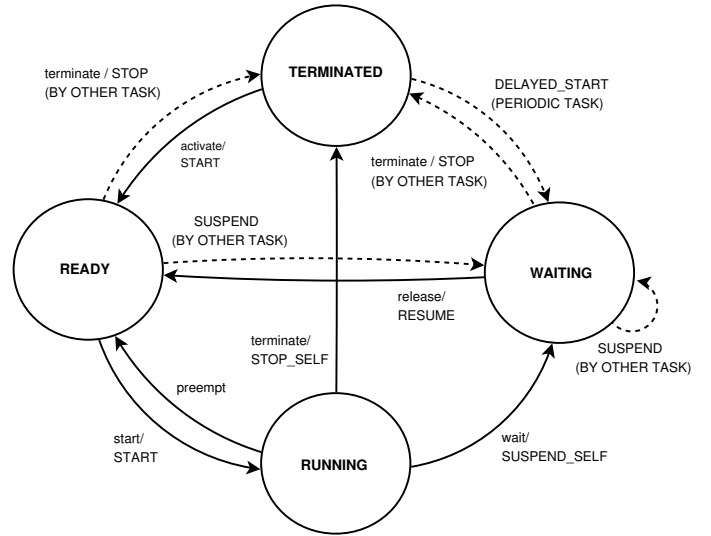 TERMINATED
terminate / STOP
(BY OTHER TASK)
DELAYED_START
(PERIODIC TASK)
activate/
START
terminate / STOP
(BY OTHER TASK)
SUSPEND
(BY OTHER TASK)
READY
WAITING
release/
RESUME
terminate/
STOP_SELF
SUSPEND
(BY OTHER TASK)
preempt
start/
START
wait/
SUSPEND_SELF
RUNNING